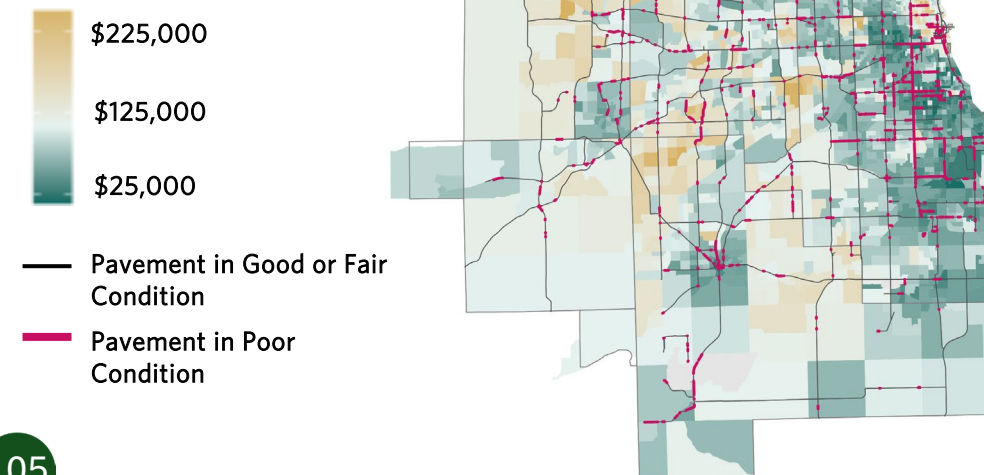 $225,000
$125,000
$25,000
Pavement in Good or Fair
Condition
Pavement in Poor
Condition
05